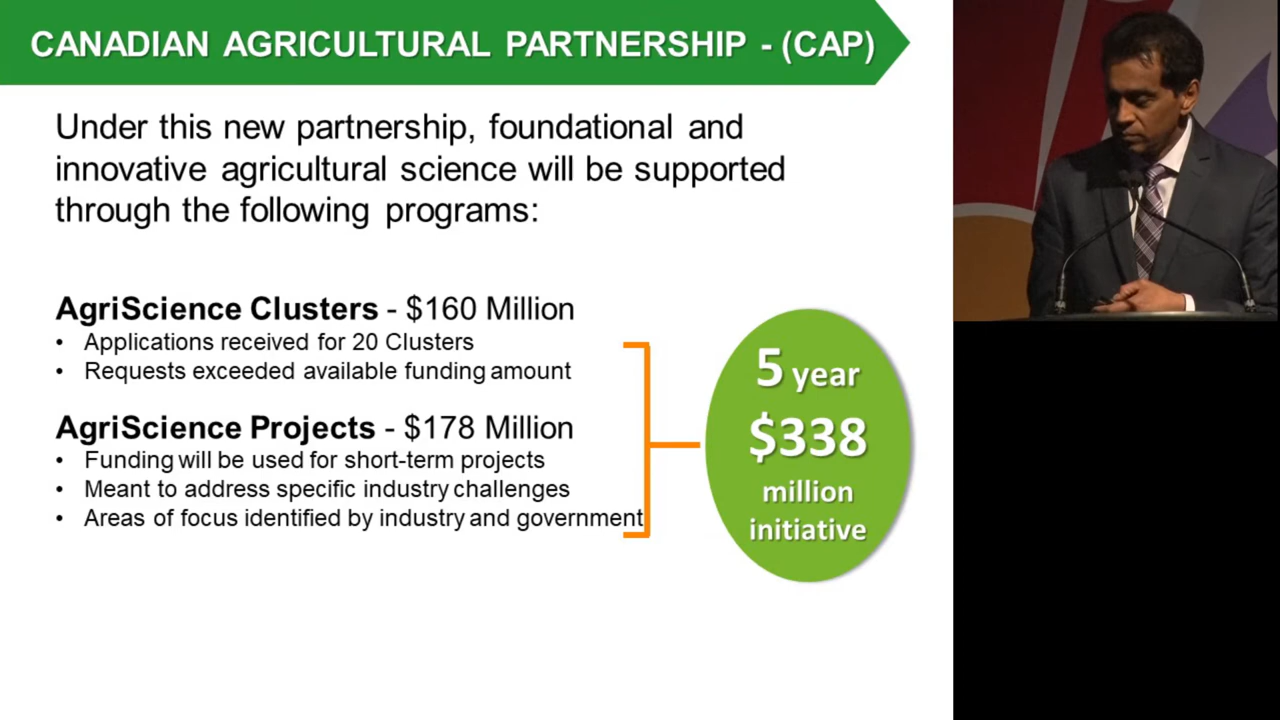 CANADIAN AGRICULTURAL PARTNERSHIP - (CAP)
Under this new partnership, foundational and
innovative agricultural science will be supported
through the following programs:
AgriScience Clusters - $160 Million
• Applications received for 20 Clusters
• Requests exceeded available funding amount
AgriScience Projects - $178 Million
• Funding will be used for short-term projects
• Meant to address specific industry challenges
• Areas of focus identified by industry and government
5 year
$338
million
initiative